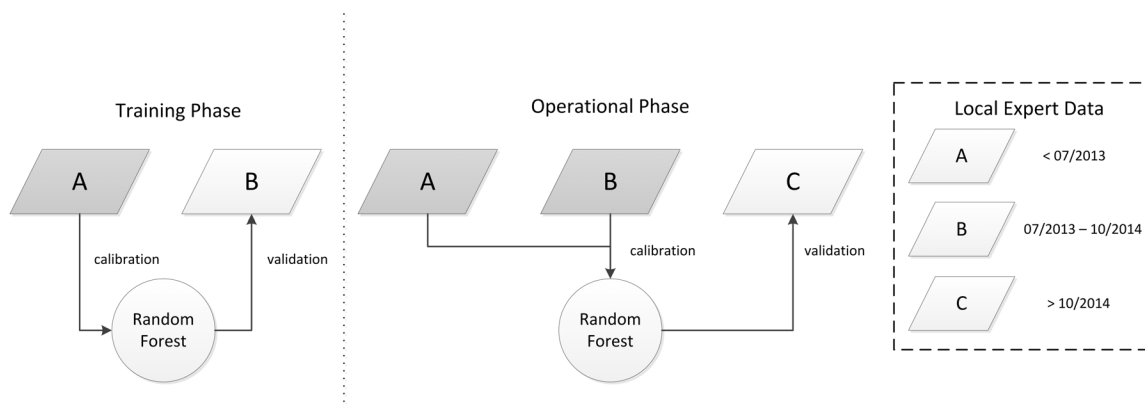 Training Phase
A
B
calibration
validation
Random
Forest
Operational Phase
A
B
C
calibration
validation
Random
Forest
Local Expert Data
A
< 07/2013
B
07/2013 – 10/2014
C
> 10/2014